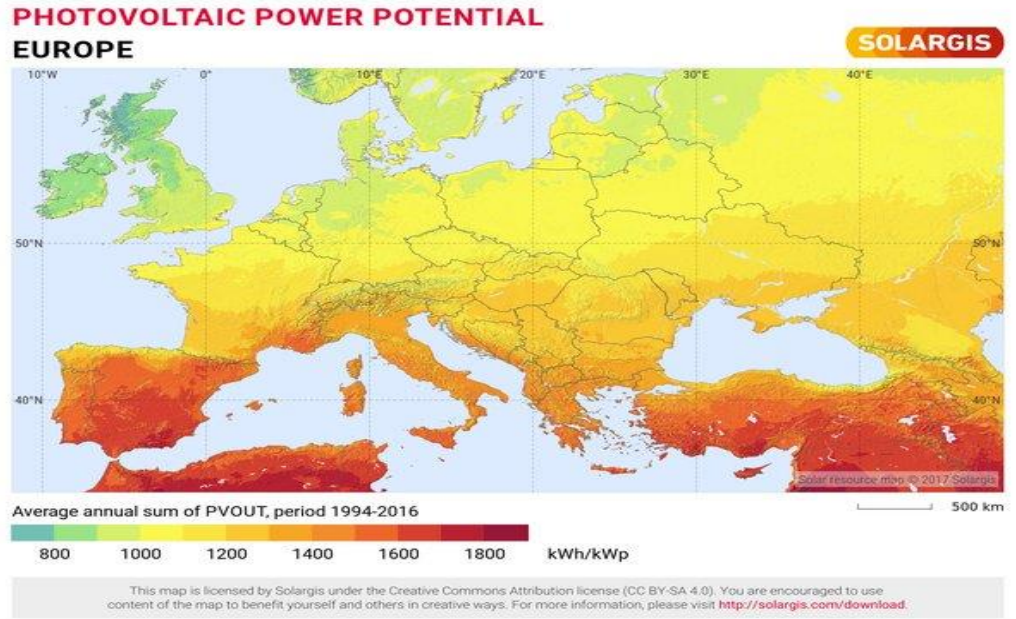 PHOTOVOLTAIC POWER POTENTIAL
EUROPE
SOLARGIS
10°W 0° 10°E 20°E 30°E 40°E
50°N 50°N
40°N 40°N
Solar resource map © 2017 Solargis
500 km
Average annual sum of PVOUT, period 1994-2016
800 1000 1200 1400 1600 1800 kWh/kWp
This map is licensed by Solargis under the Creative Commons Attribution license (CC BY-SA 4.0). You are encouraged to use
content of the map to benefit yourself and others in creative ways. For more information, please visit http://solargis.com/download.